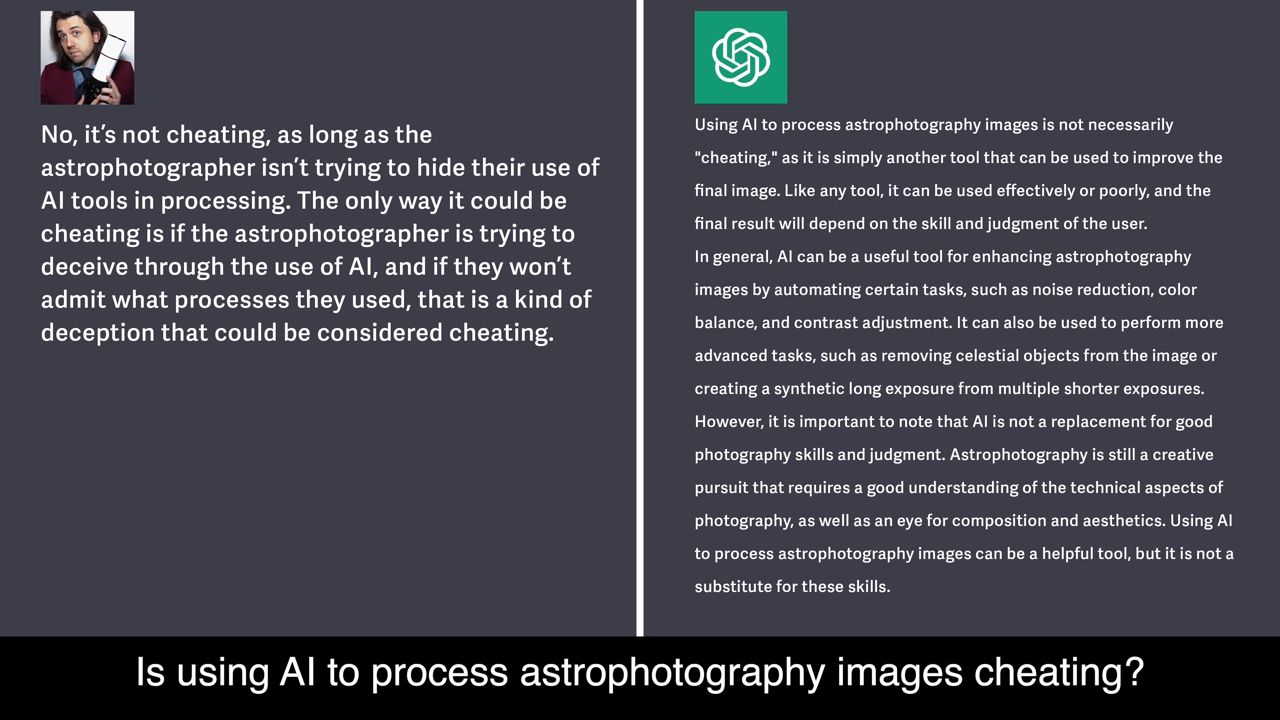 No, it’s not cheating, as long as the
astrophotographer isn’t trying to hide their use of
AI tools in processing. The only way it could be
cheating is if the astrophotographer is trying to
deceive through the use of AI, and if they won’t
admit what processes they used, that is a kind of
deception that could be considered cheating.
Using AI to process astrophotography images is not necessarily
"cheating," as it is simply another tool that can be used to improve the
final image. Like any tool, it can be used effectively or poorly, and the
final result will depend on the skill and judgment of the user.
In general, AI can be a useful tool for enhancing astrophotography
images by automating certain tasks, such as noise reduction, color
balance, and contrast adjustment. It can also be used to perform more
advanced tasks, such as removing celestial objects from the image or
creating a synthetic long exposure from multiple shorter exposures.
However, it is important to note that AI is not a replacement for good
photography skills and judgment. Astrophotography is still a creative
pursuit that requires a good understanding of the technical aspects of
photography, as well as an eye for composition and aesthetics. Using AI
to process astrophotography images can be a helpful tool, but it is not a
substitute for these skills.
Is using AI to process astrophotography images cheating?